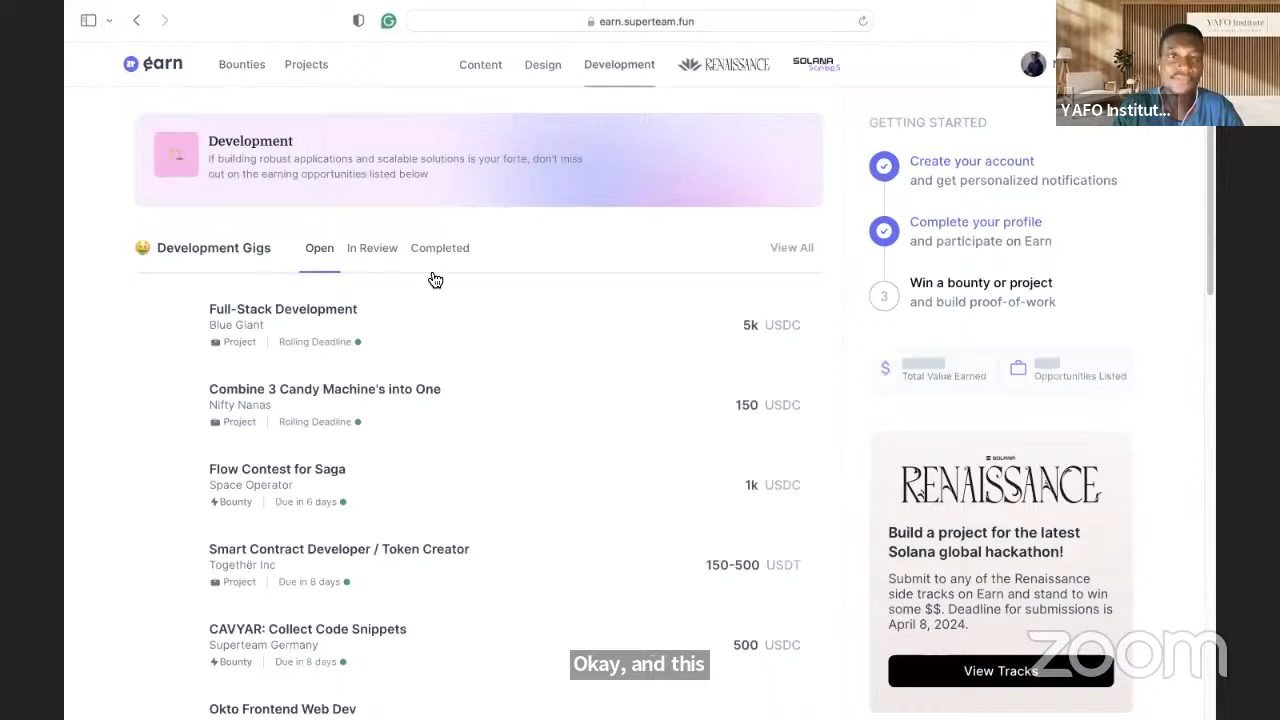 earn.superteam.fun
earn
Bounties
Projects
Content
Design
Development
RENAISSANCE
SOLANA
Scribes
YAFO Institute
YAFO Institut...
Development
If building robust applications and scalable solutions is your forte, don't miss
out on the earning opportunities listed below
Development Gigs
Open
In Review
Completed
View All
Full-Stack Development
Blue Giant
Project
Rolling Deadline
5k USDC
Combine 3 Candy Machine's into One
Nifty Nanas
Project
Rolling Deadline
150 USDC
Flow Contest for Saga
Space Operator
Bounty
Due in 6 days
1k USDC
Smart Contract Developer / Token Creator
Togethēr Inc
Project
Due in 8 days
150-500 USDT
CAVYAR: Collect Code Snippets
Superteam Germany
Bounty
Due in 8 days
500 USDC
Okto Frontend Web Dev
GETTING STARTED
Create your account
and get personalized notifications
Complete your profile
and participate on Earn
3
Win a bounty or project
and build proof-of-work
$
Total Value Earned
Opportunities Listed
SOLANA
RENAISSANCE
Build a project for the latest
Solana global hackathon!
Submit to any of the Renaissance
side tracks on Earn and stand to win
some $$. Deadline for submissions is
April 8, 2024.
View Tracks
zoom
Okay, and this